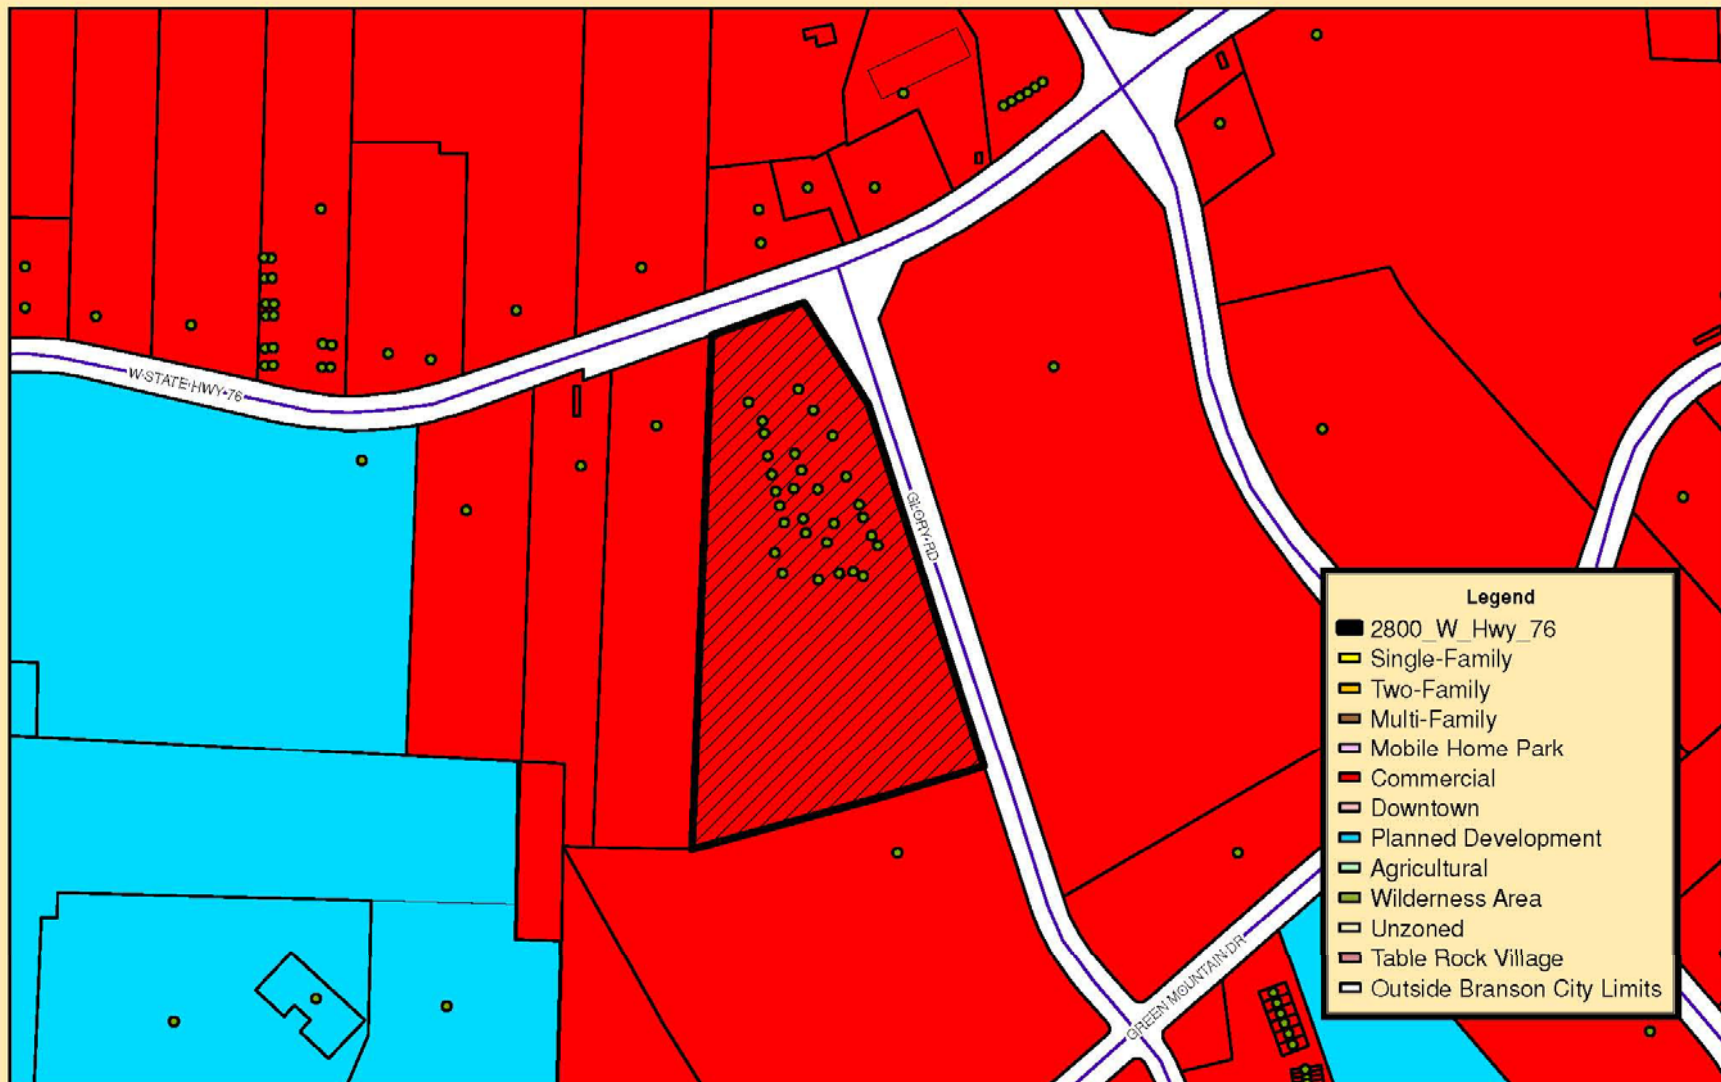 W STATE HWY 76
GLORY RD
GREEN MOUNTAIN DR
Legend
2800_W_Hwy_76
Single-Family
Two-Family
Multi-Family
Mobile Home Park
Commercial
Downtown
Planned Development
Agricultural
Wilderness Area
Unzoned
Table Rock Village
Outside Branson City Limits